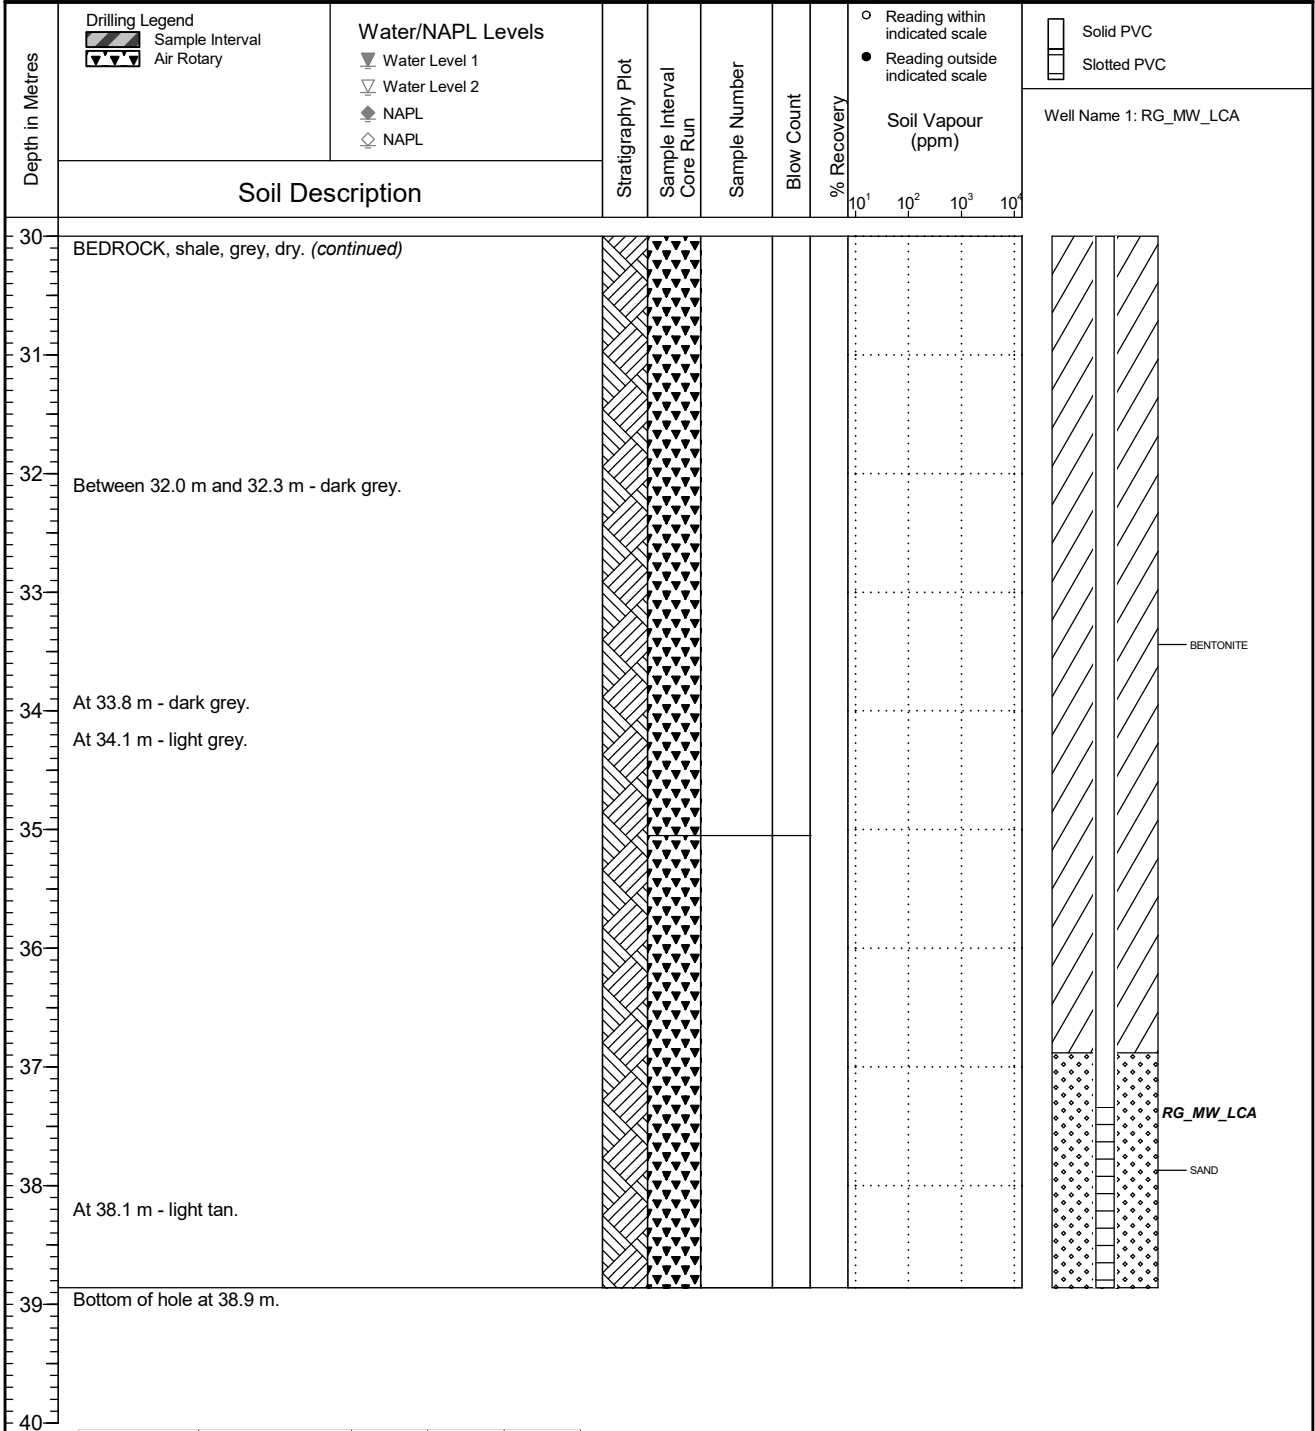 Depth in Metres
Drilling Legend
Sample Interval
Air Rotary
Water/NAPL Levels
Water Level 1
Water Level 2
NAPL
NAPL
Soil Description
Stratigraphy Plot
Sample Interval
Core Run
Sample Number
Blow Count
% Recovery
Reading within
indicated scale
Reading outside
indicated scale
Soil Vapour
(ppm)
10¹ 10² 10³ 10⁴
Solid PVC
Slotted PVC
Well Name 1: RG_MW_LCA
30
BEDROCK, shale, grey, dry. (continued)
31
32
Between 32.0 m and 32.3 m - dark grey.
33
BENTONITE
At 33.8 m - dark grey.
34
At 34.1 m - light grey.
35
36
37
RG_MW_LCA
SAND
38
At 38.1 m - light tan.
39
Bottom of hole at 38.9 m.
40